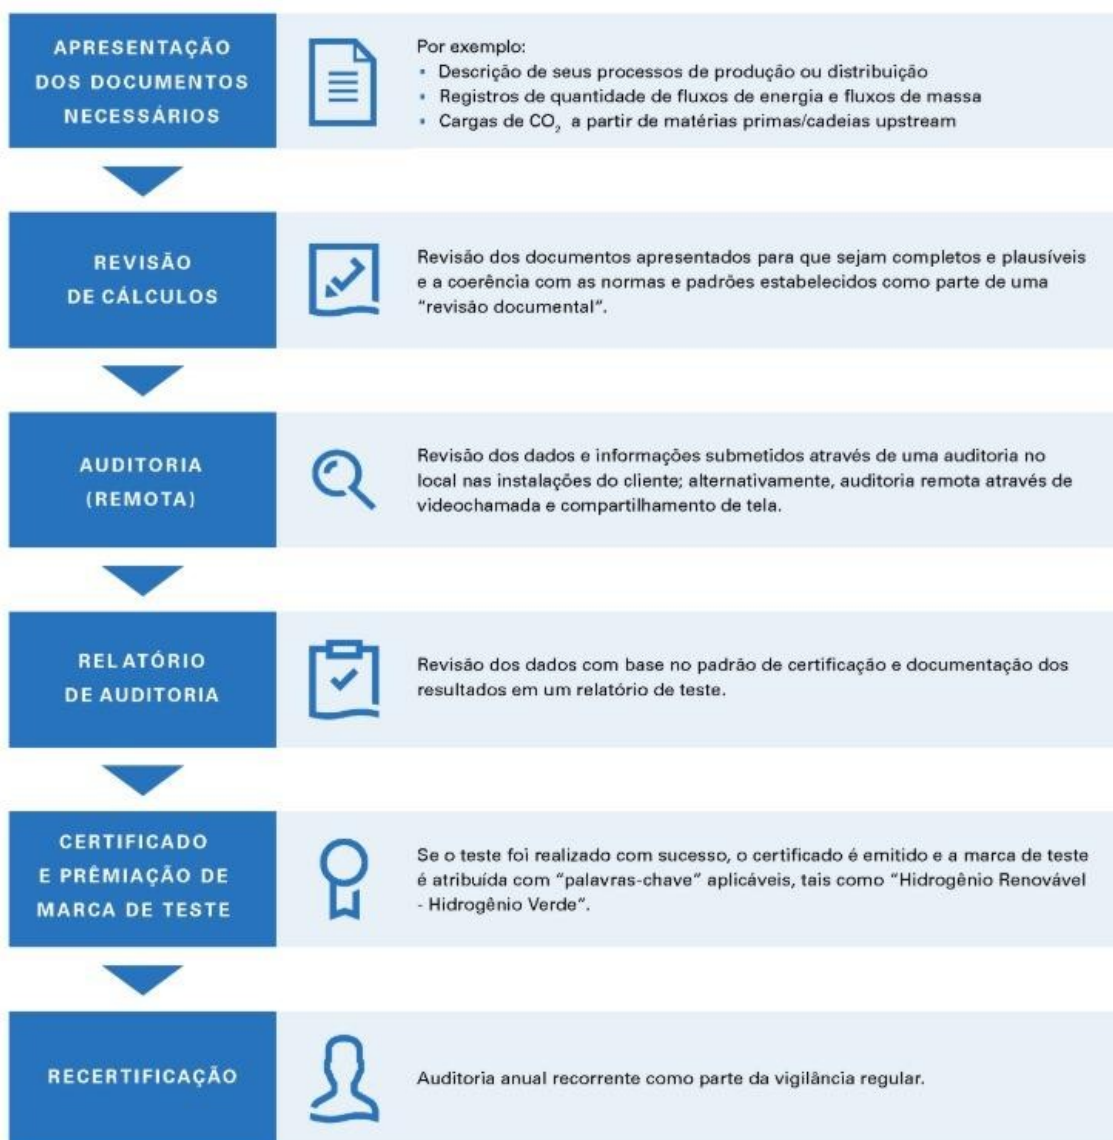 APRESENTAÇÃO
DOS DOCUMENTOS
NECESSÁRIOS
Por exemplo:
• Descrição de seus processos de produção ou distribuição
• Registros de quantidade de fluxos de energia e fluxos de massa
• Cargas de CO₂ a partir de matérias primas/cadeias upstream
REVISÃO
DE CÁLCULOS
Revisão dos documentos apresentados para que sejam completos e plausíveis
e a coerência com as normas e padrões estabelecidos como parte de uma
“revisão documental”.
AUDITORIA
(REMOTA)
Revisão dos dados e informações submetidos através de uma auditoria no
local nas instalações do cliente; alternativamente, auditoria remota através de
videochamada e compartilhamento de tela.
RELATÓRIO
DE AUDITORIA
Revisão dos dados com base no padrão de certificação e documentação dos
resultados em um relatório de teste.
CERTIFICADO
E PRÊMIAÇÃO DE
MARCA DE TESTE
Se o teste foi realizado com sucesso, o certificado é emitido e a marca de teste
é atribuída com “palavras-chave” aplicáveis, tais como “Hidrogênio Renovável
- Hidrogênio Verde”.
RECERTIFICAÇÃO
Auditoria anual recorrente como parte da vigilância regular.